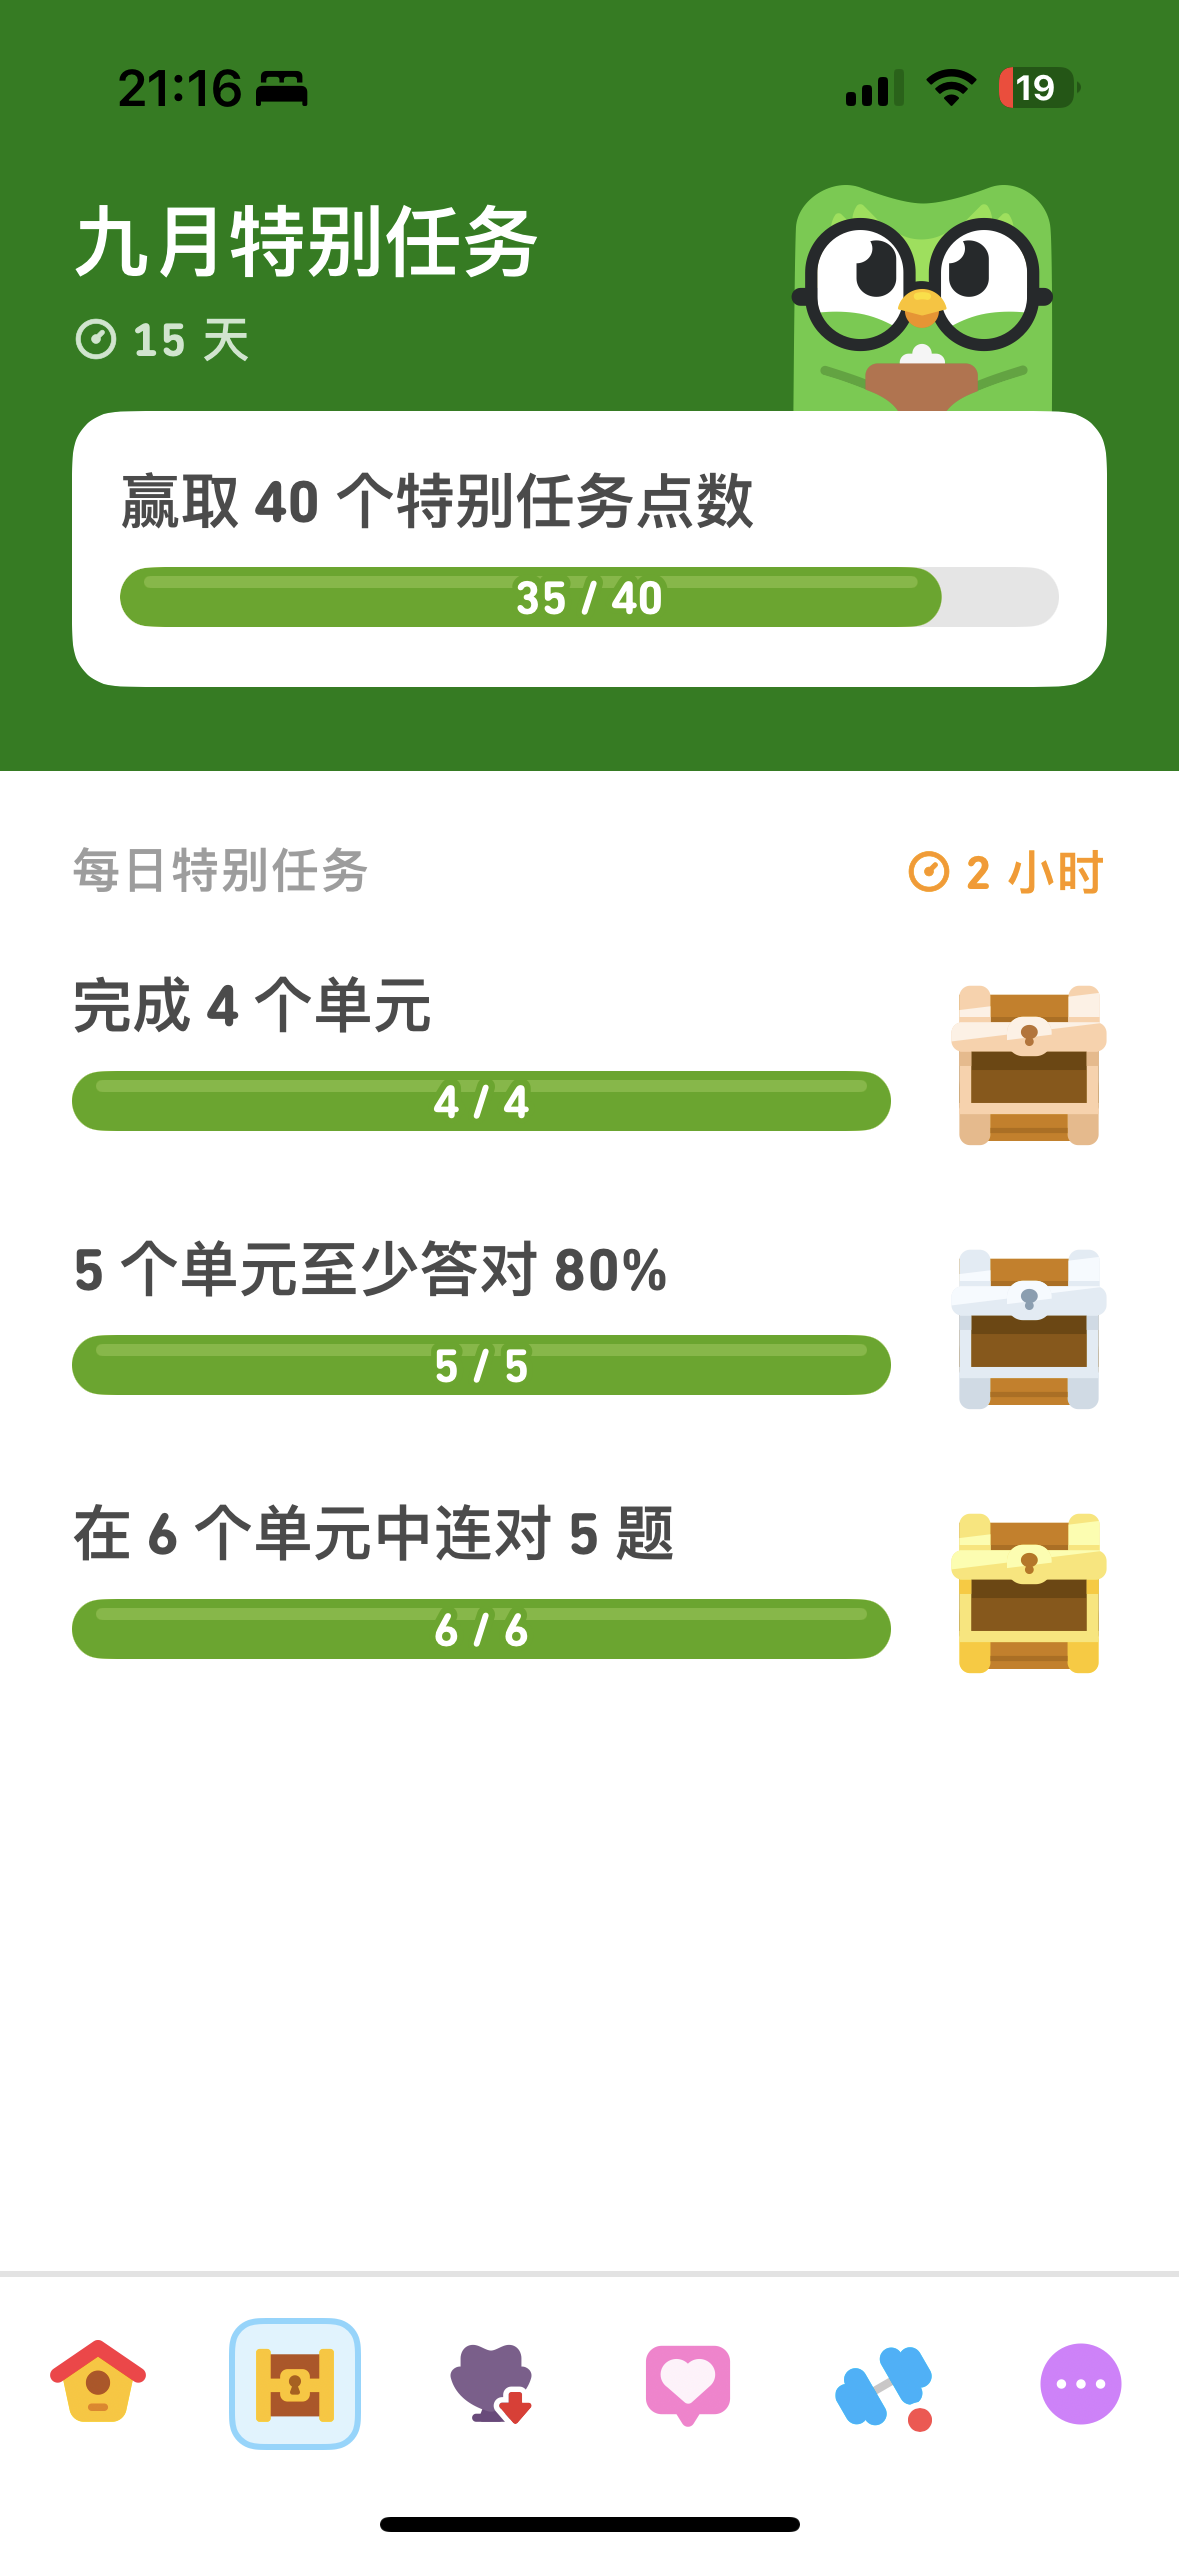 21:16
19
九月特别任务
15 天
赢取 40 个特别任务点数
35 / 40
每日特别任务
2 小时
完成 4 个单元
4 / 4
5 个单元至少答对 80%
5 / 5
在 6 个单元中连对 5 题
6 / 6